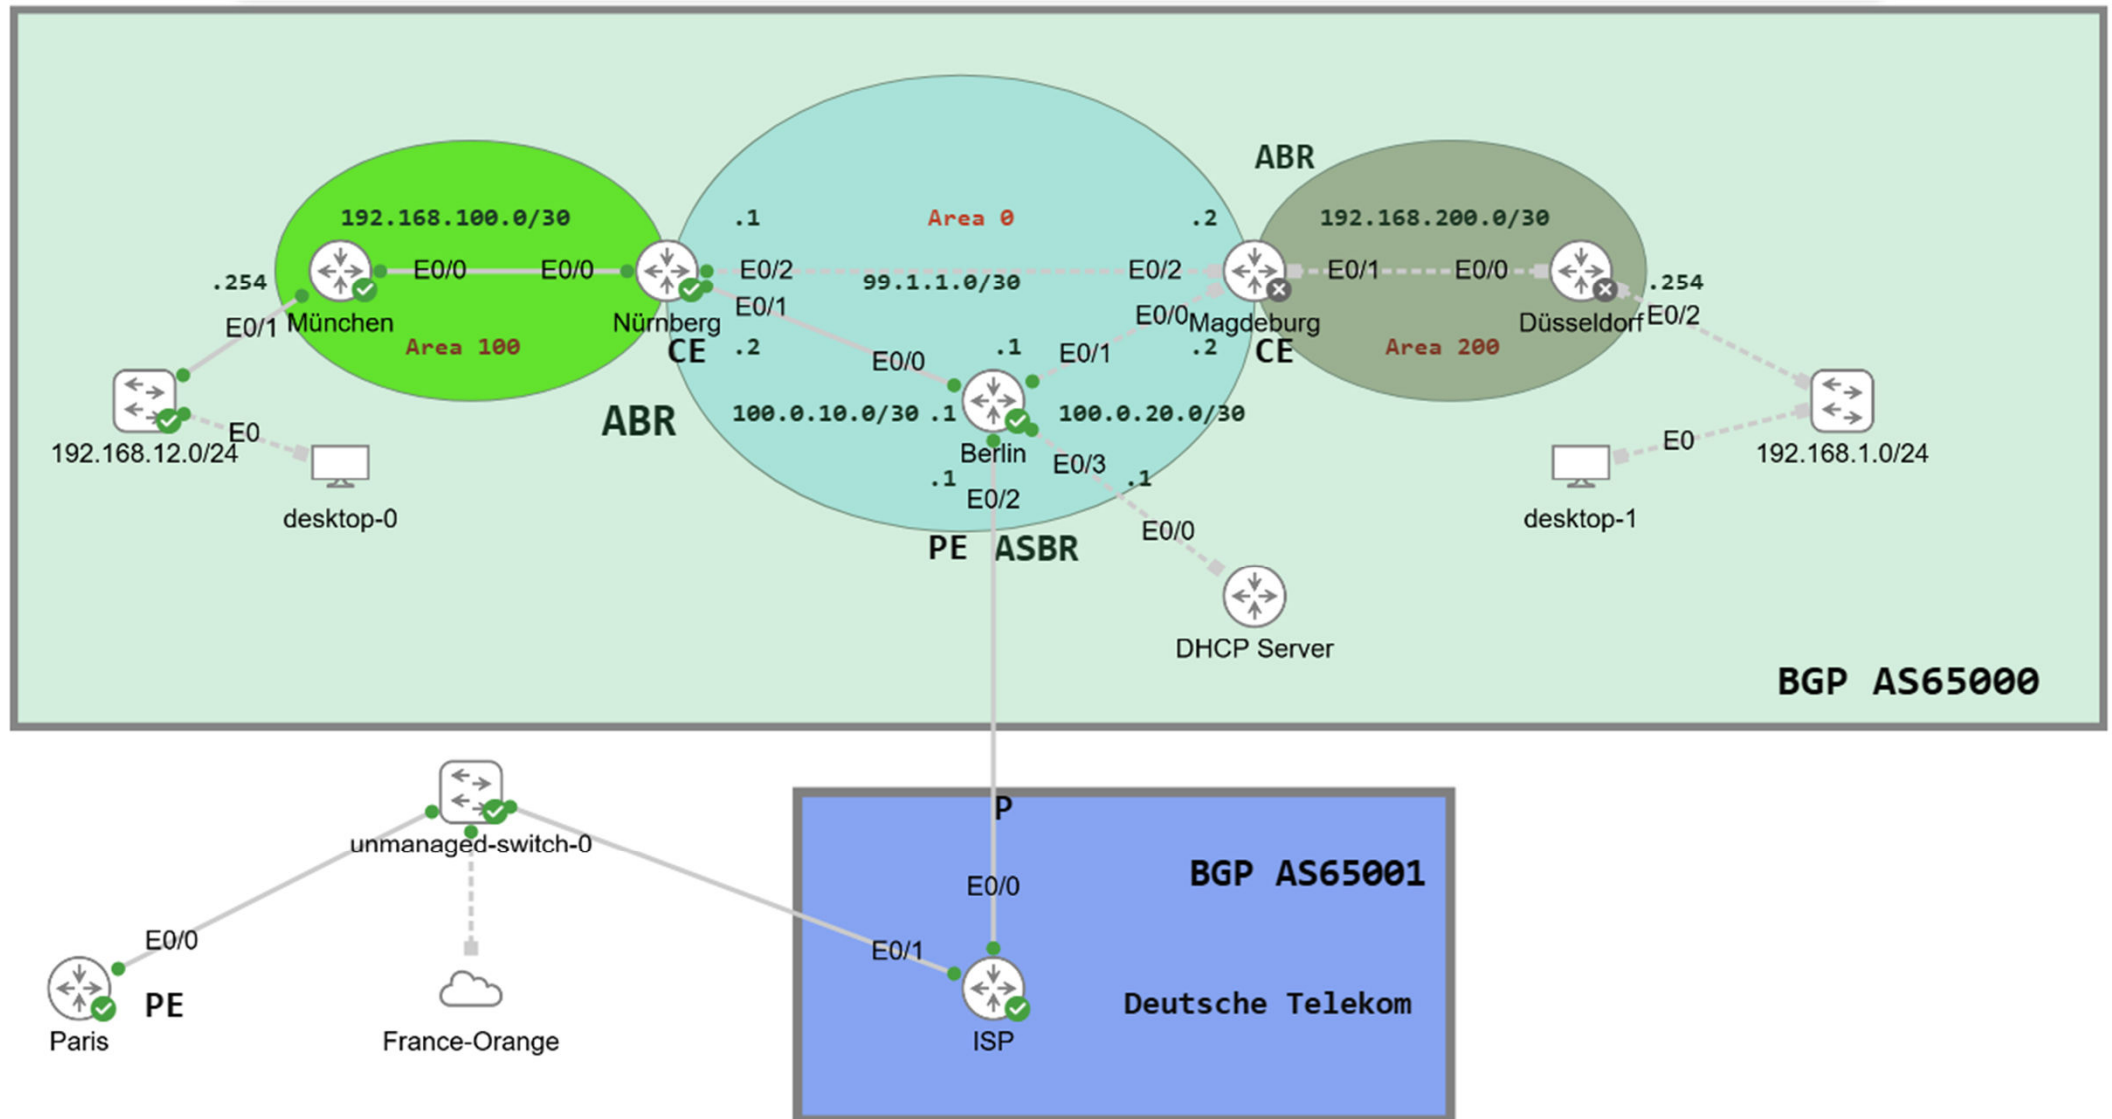 ABR
192.168.100.0/30
.1
Area 0
.2
192.168.200.0/30
E0/0
E0/0
E0/2
E0/2
E0/1
E0/0
.254
99.1.1.0/30
.254
E0/1
München
Nürnberg
E0/1
E0/0
Magdeburg
Düsseldorf
E0/2
Area 100
CE
.2
E0/0
.1
E0/1
.2
CE
Area 200
ABR
100.0.10.0/30
.1
100.0.20.0/30
E0
192.168.12.0/24
Berlin
E0/3
E0
192.168.1.0/24
.1
E0/2
.1
desktop-0
desktop-1
E0/0
PE
ASBR
DHCP Server
BGP AS65000
P
unmanaged-switch-0
BGP AS65001
E0/0
E0/0
E0/1
PE
Deutsche Telekom
Paris
France-Orange
ISP